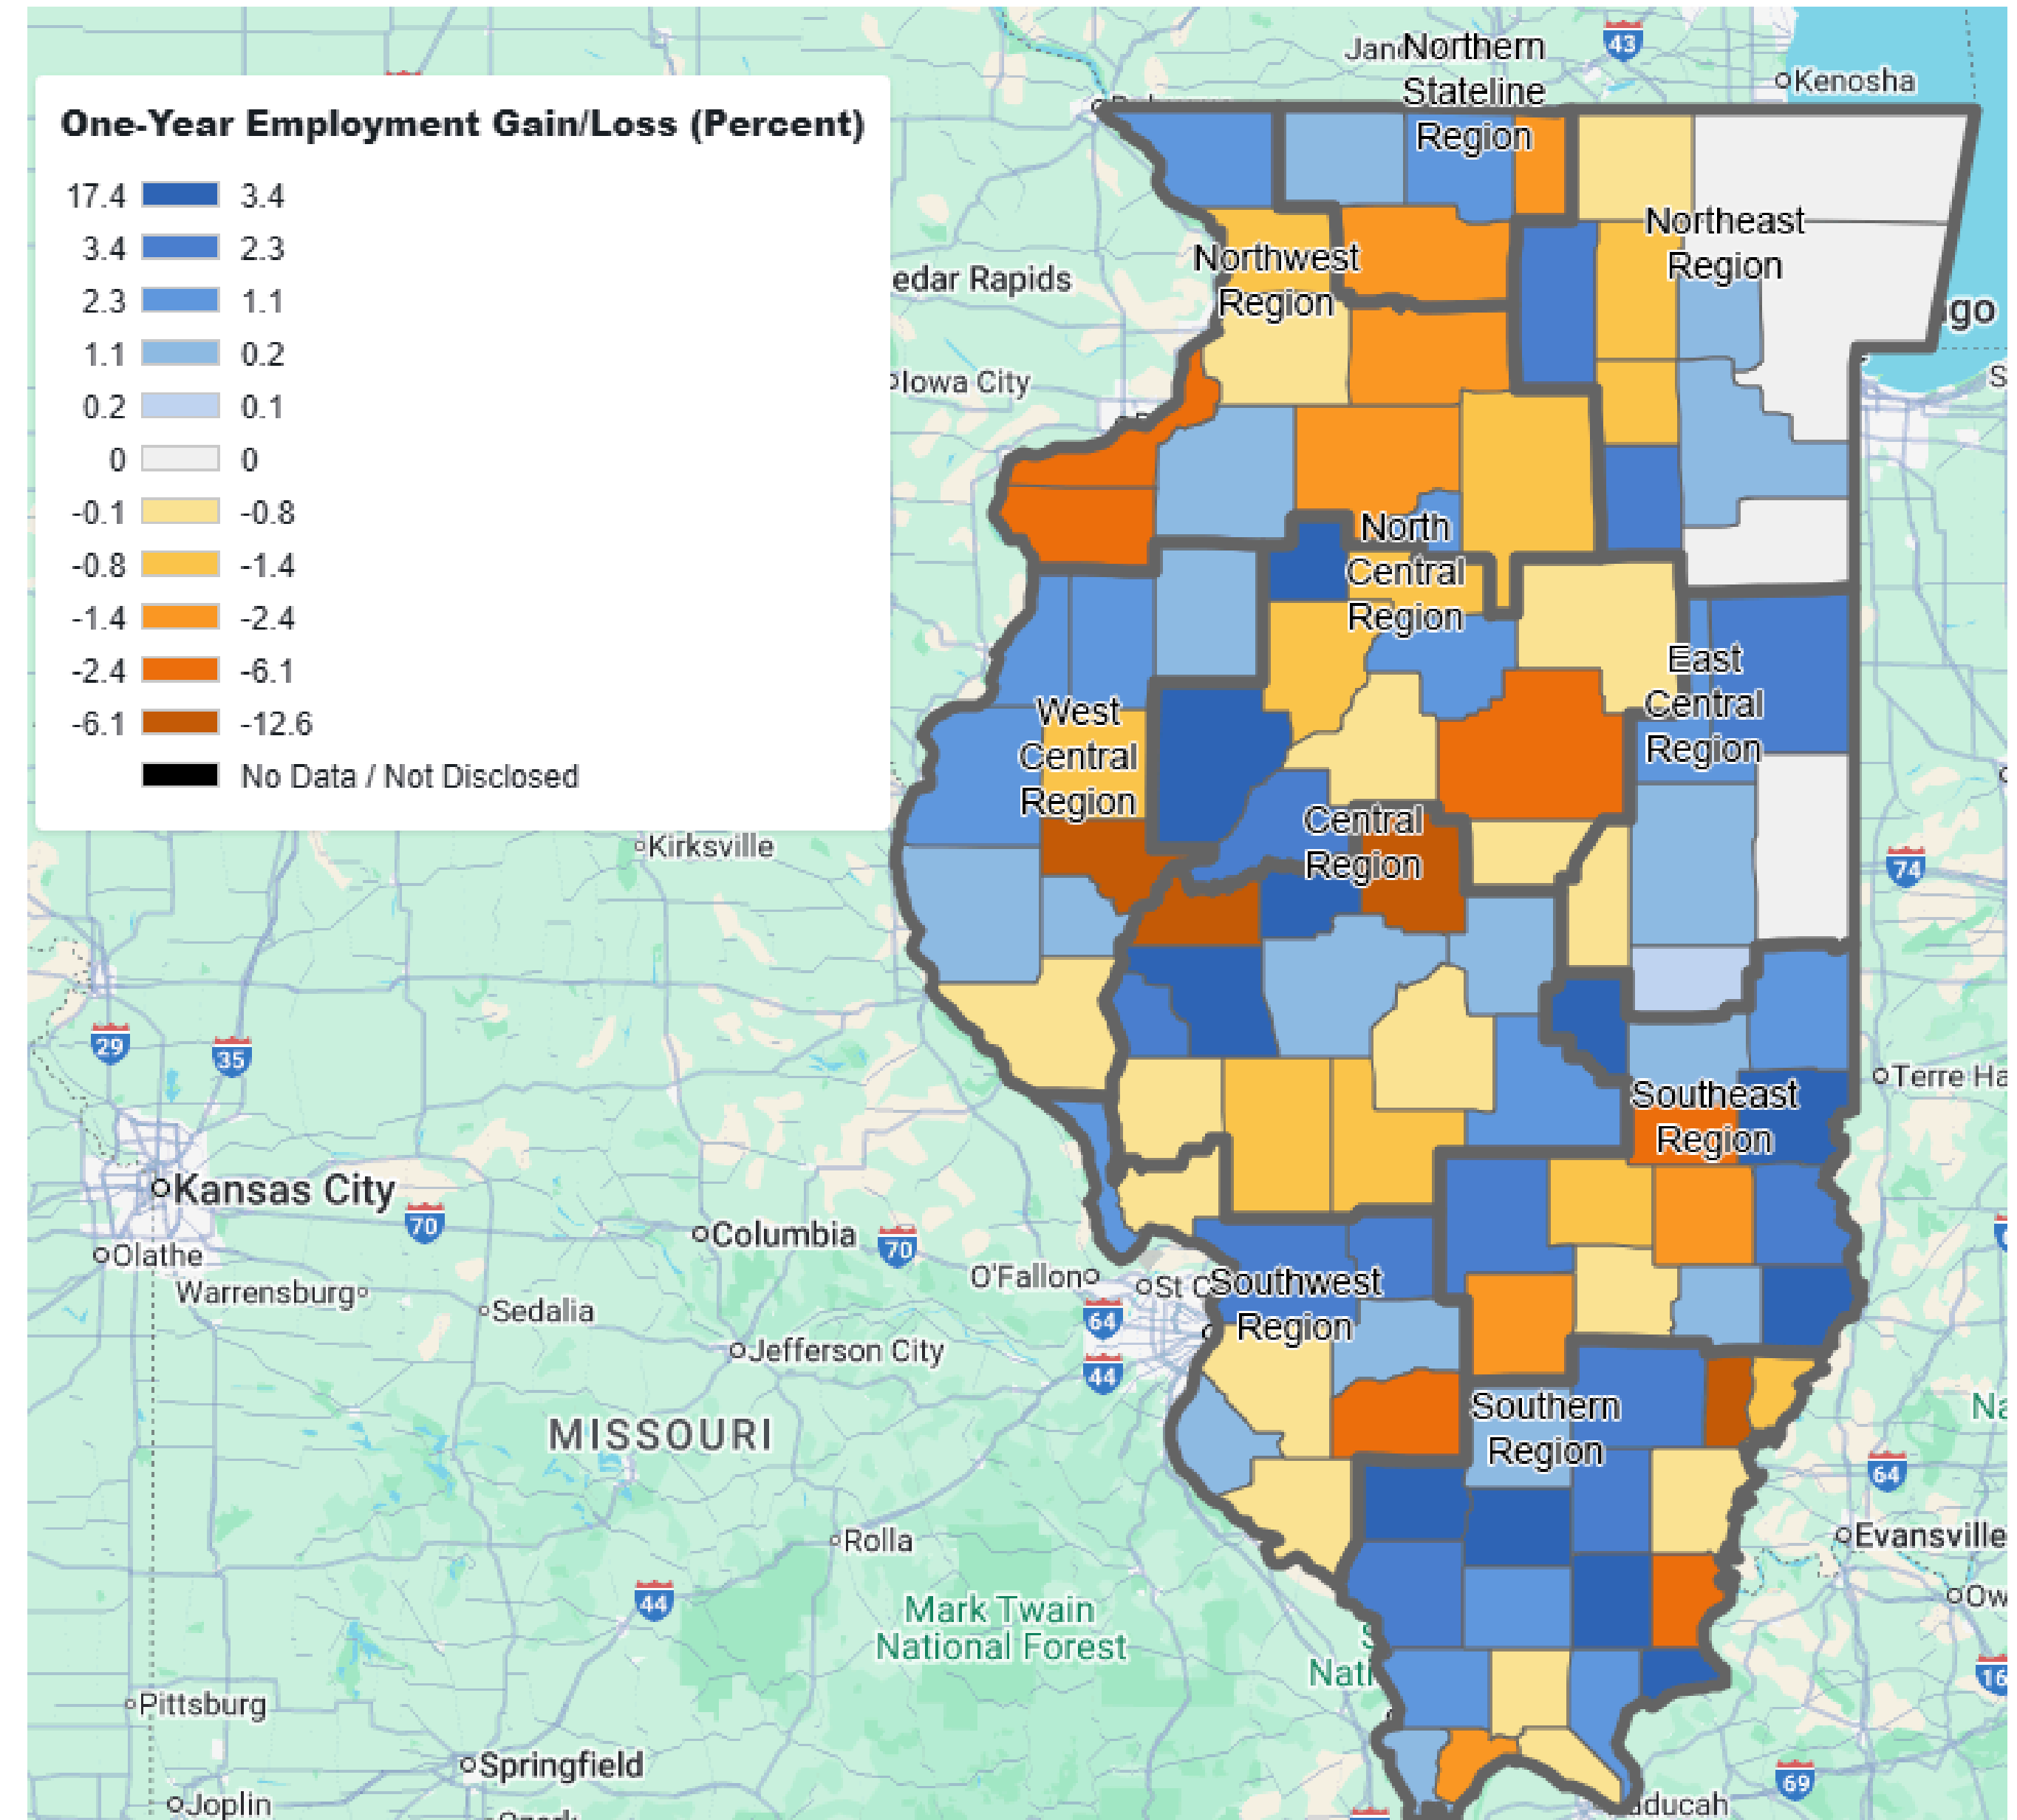 One-Year Employment Gain/Loss (Percent)
17.4 3.4
3.4 2.3
2.3 1.1
1.1 0.2
0.2 0.1
0 0
-0.1 -0.8
-0.8 -1.4
-1.4 -2.4
-2.4 -6.1
-6.1 -12.6
No Data / Not Disclosed
Northern
Stateline
Region
43
Kenosha
Northwest
Region
Northeast
Region
edar Rapids
Iowa City
North
Central
Region
East
Central
Region
West
Central
Region
Central
Region
Kirksville
74
29
35
Terre Ha
Southeast
Region
Kansas City
70
Columbia
70
Olathe
Warrensburg
Sedalia
O'Fallon
St C
Southwest
Region
64
Jefferson City
44
Southern
Region
MISSOURI
64
Rolla
Evansville
44
Mark Twain
National Forest
Ow
Nati
16
Pittsburg
Springfield
69
Joplin
aducah